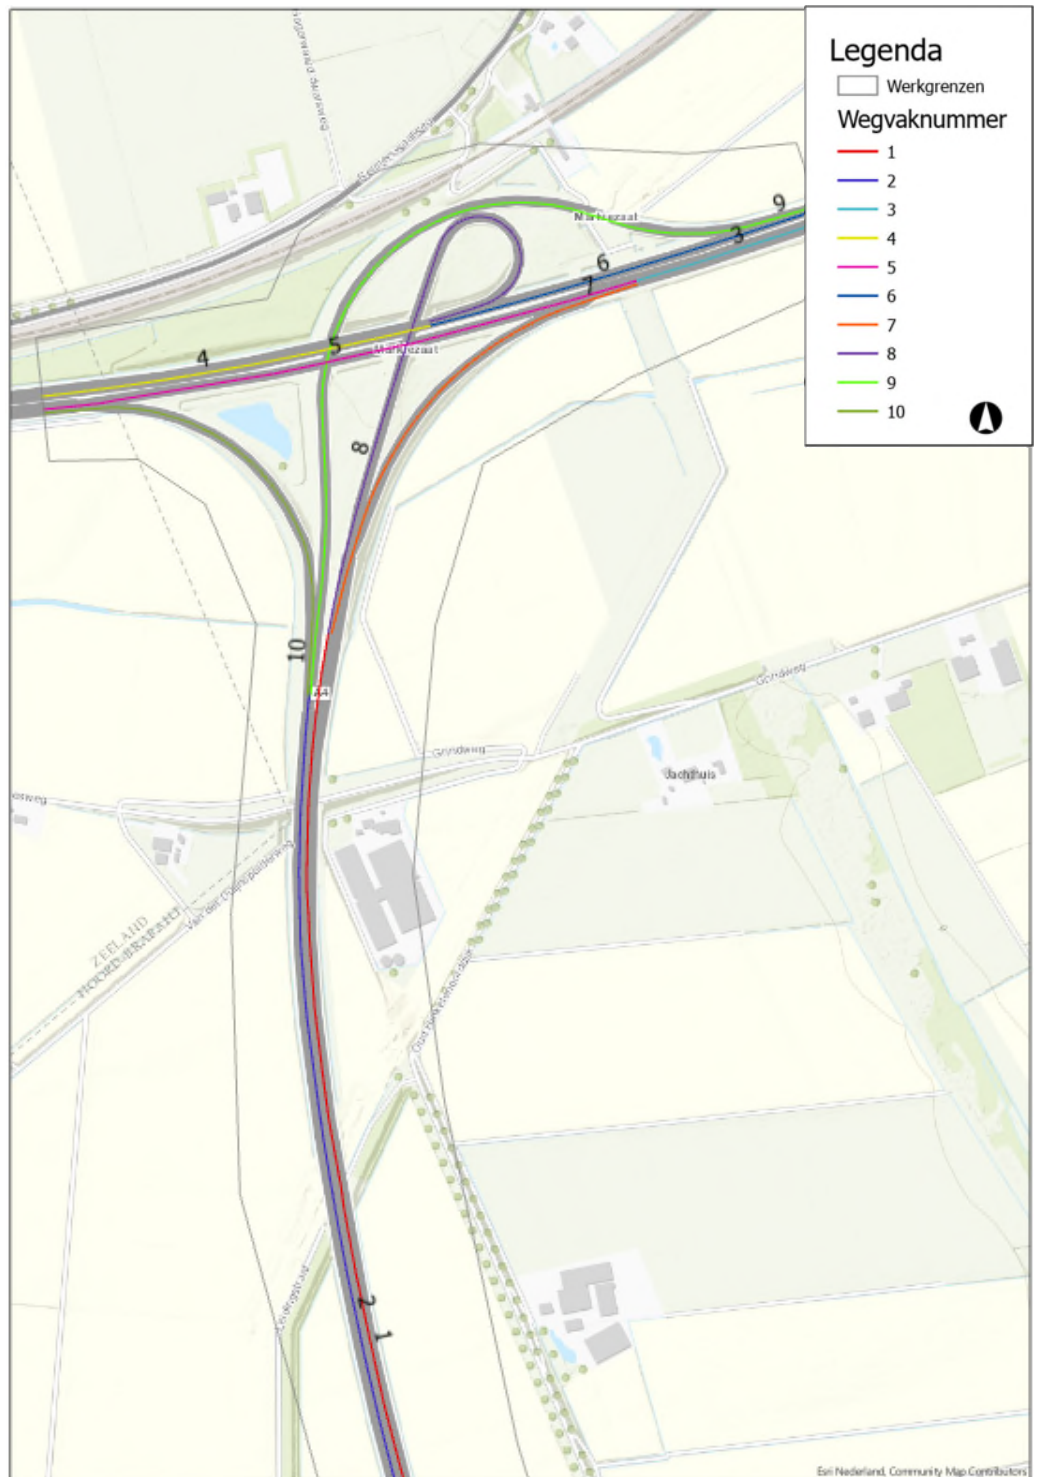 Legenda
Werkgrenzen
Wegvaknummer
1
2
3
4
5
6
7
8
9
10
Markiezaat
9
3
6
7
5
4
Markiezaat
8
10
A4
Grindweg
Grindweg
Jachthuis
ZEELAND
NOORD-BRABANT
2
1
Esri Nederland, Community Map Contributors